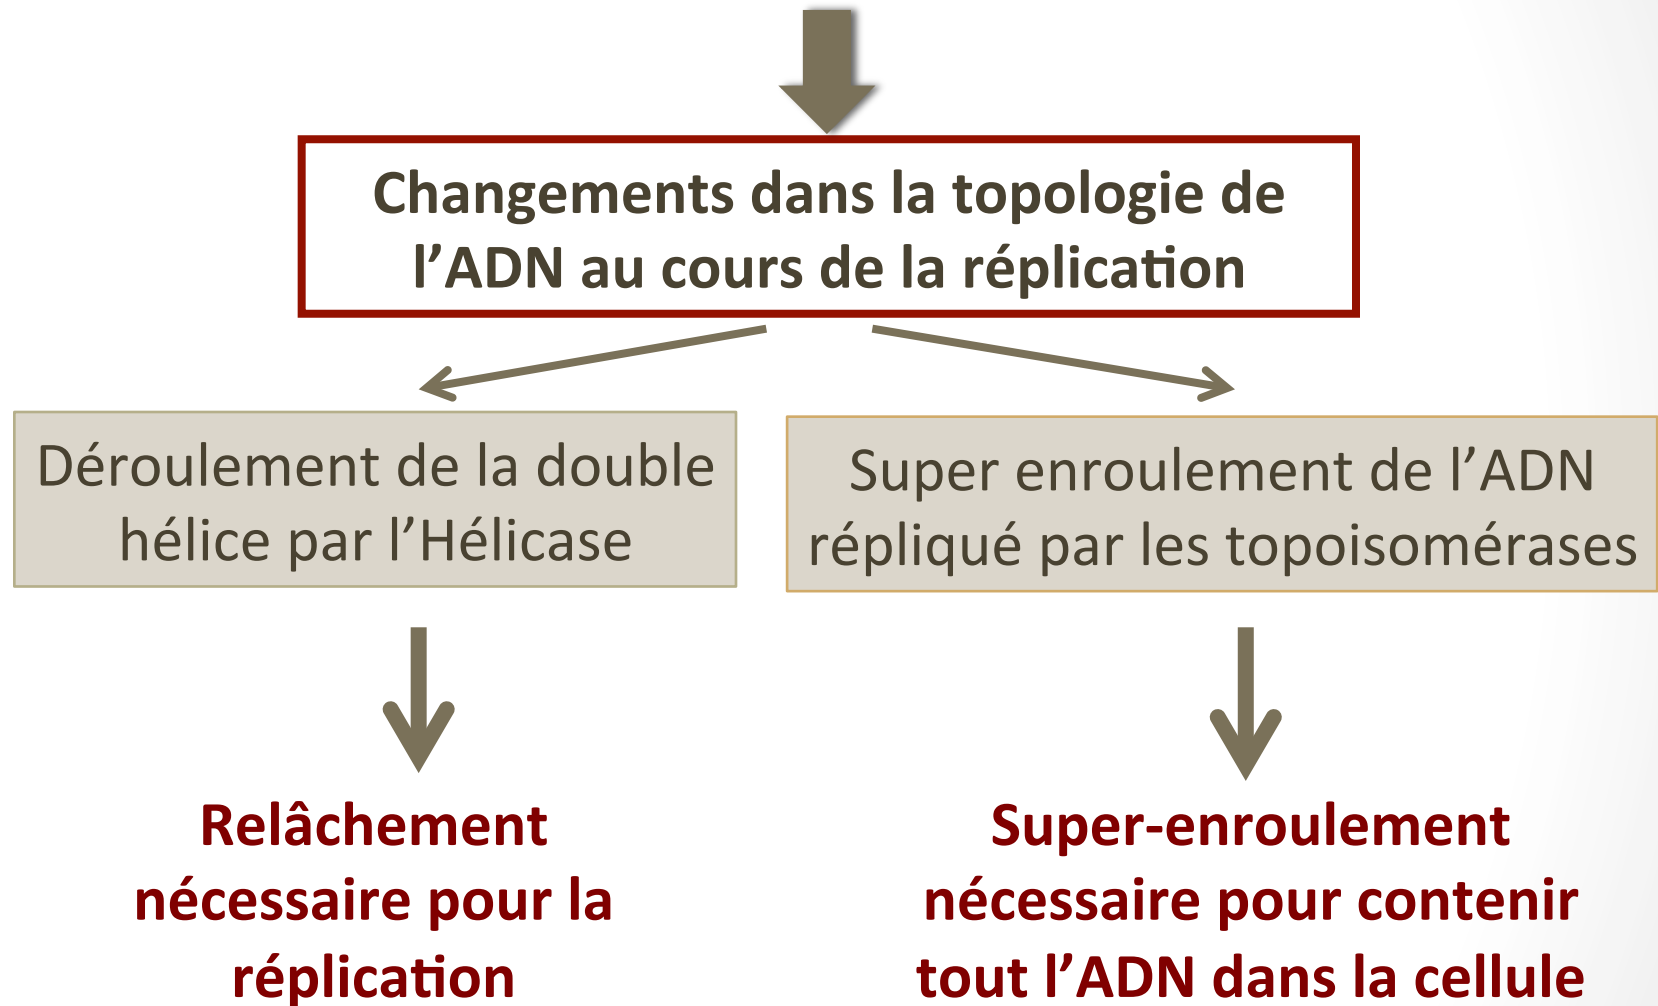 Changements dans la topologie de
l’ADN au cours de la réplication
Déroulement de la double
hélice par l’Hélicase
Super enroulement de l’ADN
répliqué par les topoisomérases
Relâchement
nécessaire pour la
réplication
Super-enroulement
nécessaire pour contenir
tout l’ADN dans la cellule